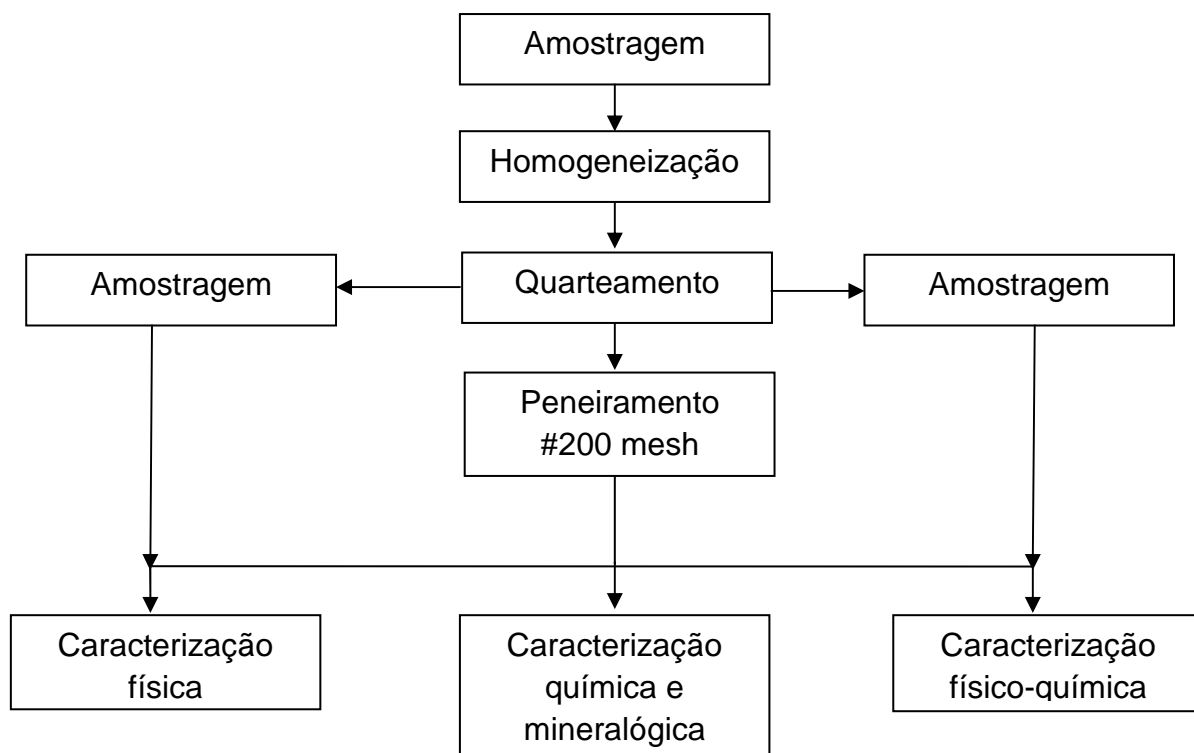 Amostragem
Homogeneização
Amostragem
Quarteamento
Amostragem
Peneiramento
#200 mesh
Caracterização
física
Caracterização
química e
mineralógica
Caracterização
físico-química